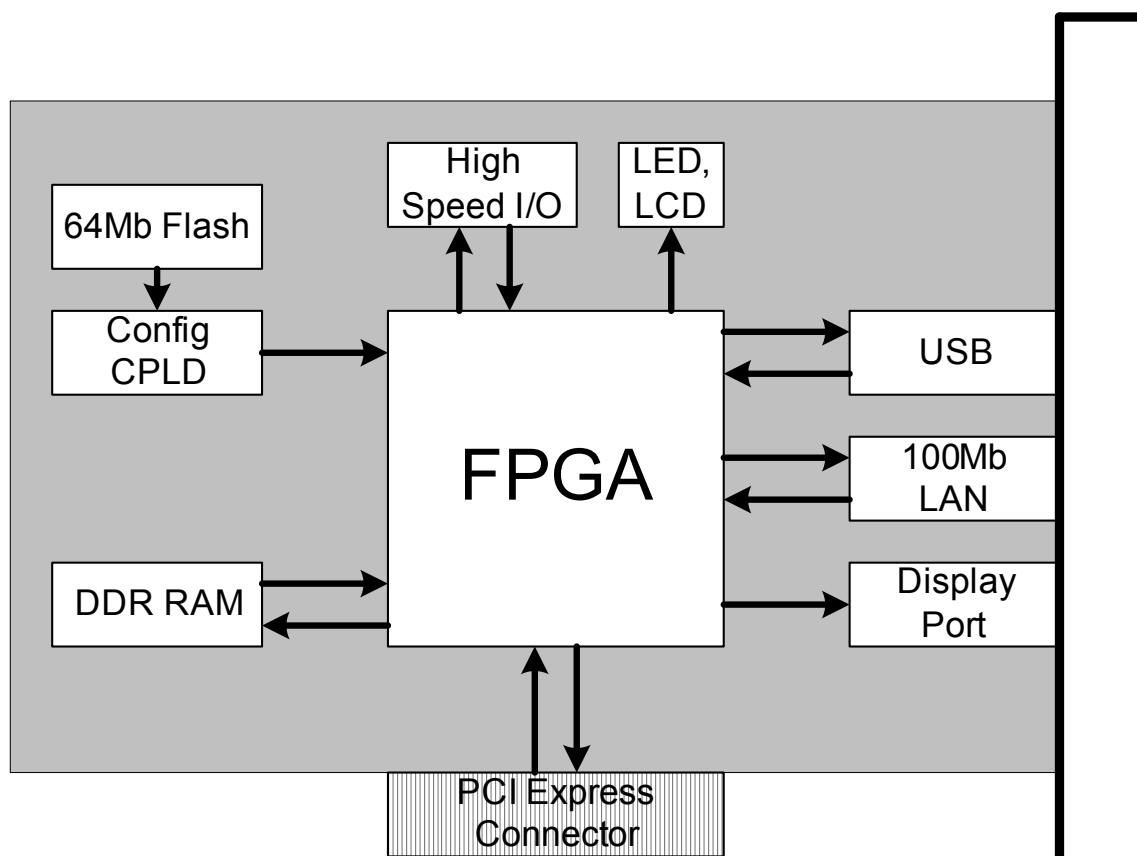 High
Speed I/O
LED,
LCD
64Mb Flash
Config
CPLD
USB
FPGA
100Mb
LAN
DDR RAM
Display
Port
PCI Express
Connector